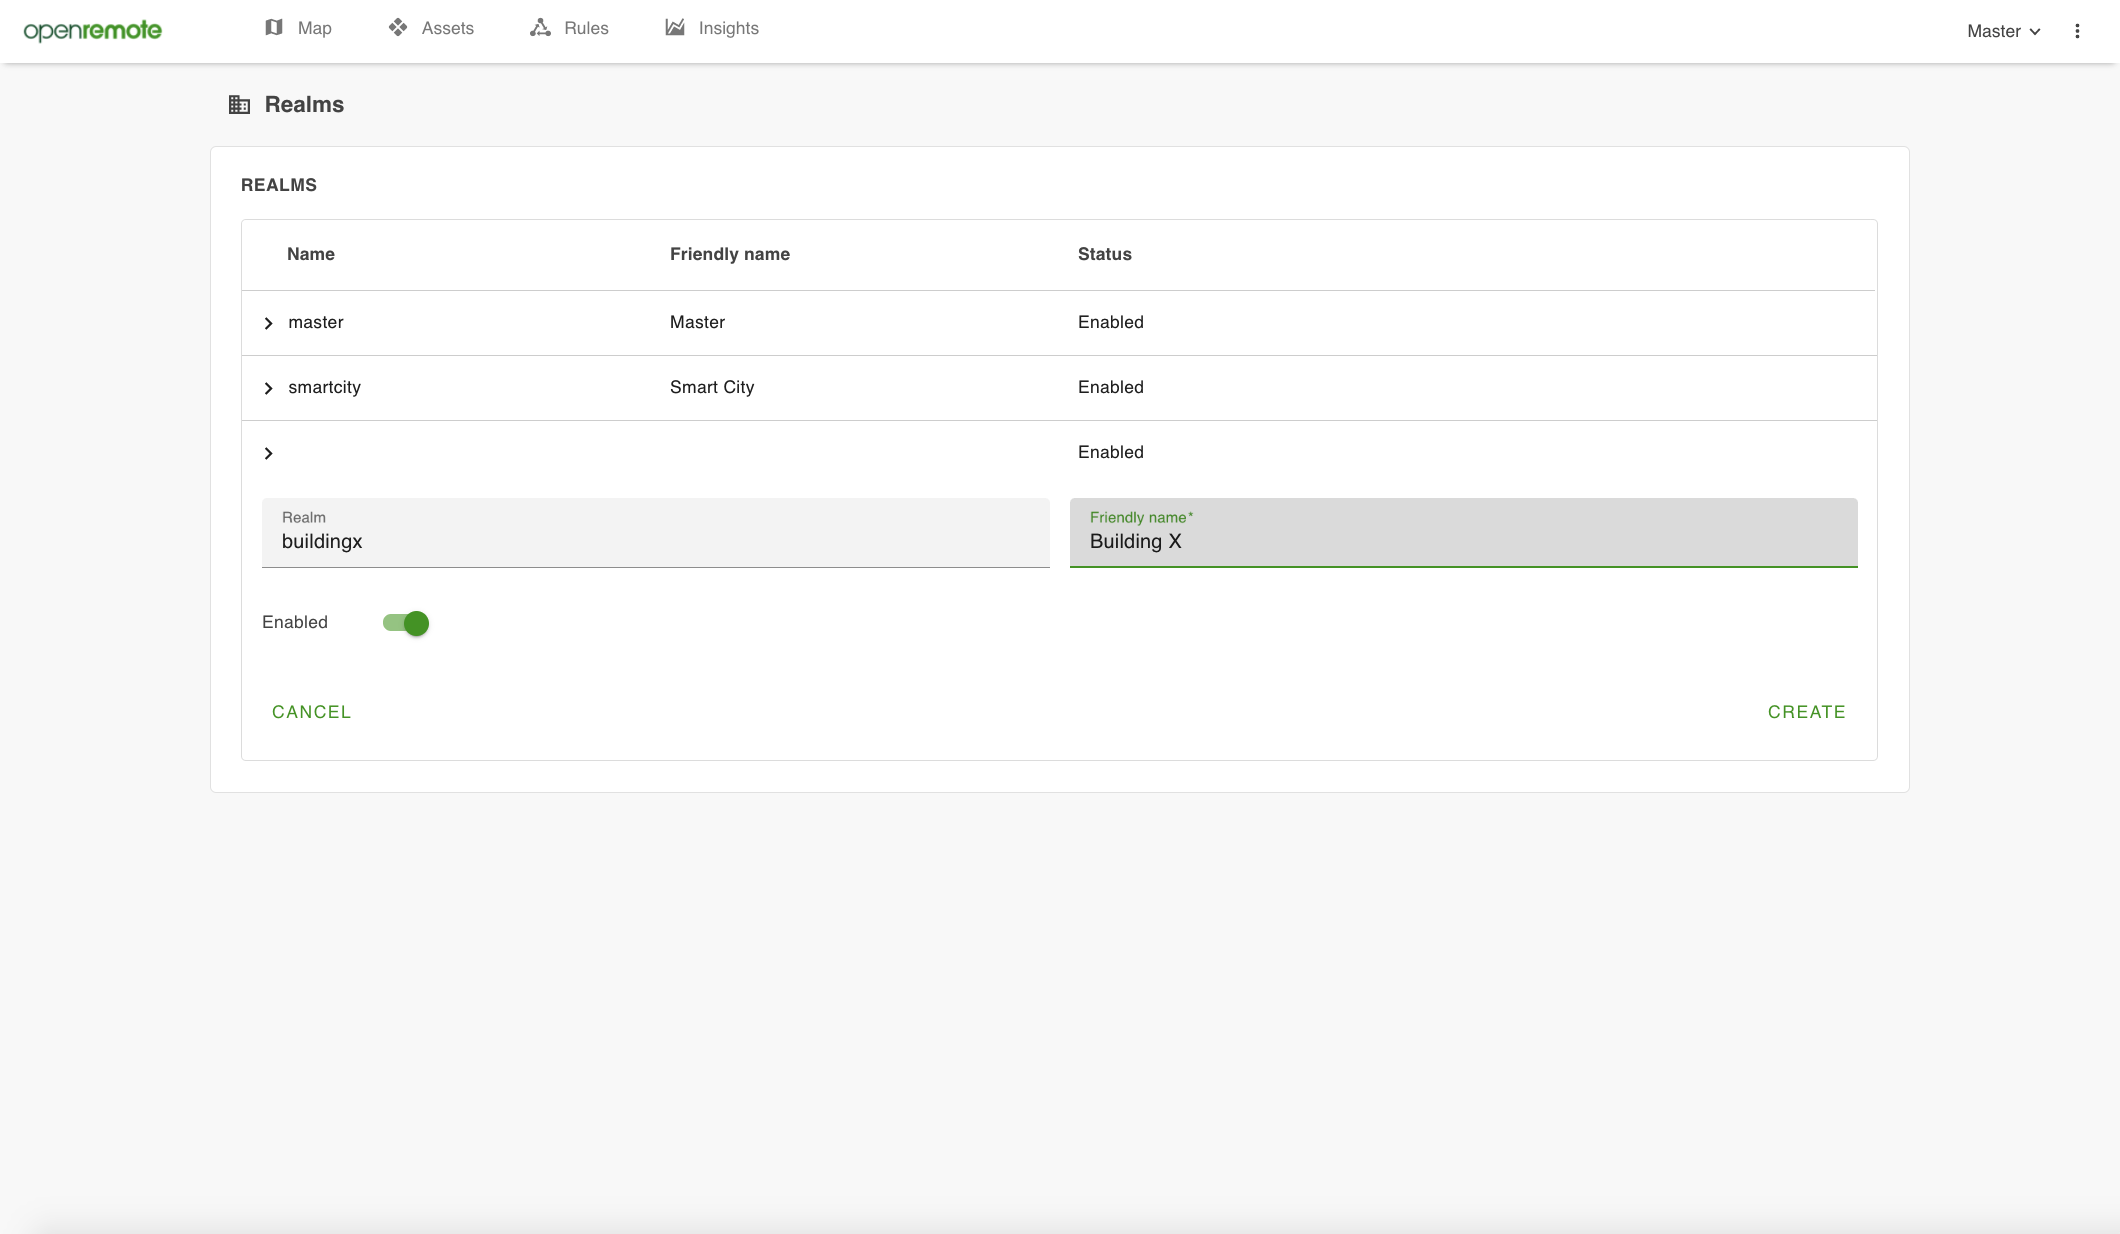 openremote Map Assets Rules Insights Master
Realms
REALMS
Name Friendly name Status
master Master Enabled
smartcity Smart City Enabled
Enabled
Realm Friendly name*
buildingx Building X
Enabled
CANCEL CREATE